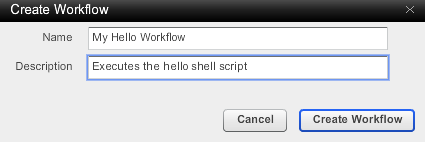 Create Workflow
Name My Hello Workflow
Description Executes the hello shell script
Cancel Create Workflow